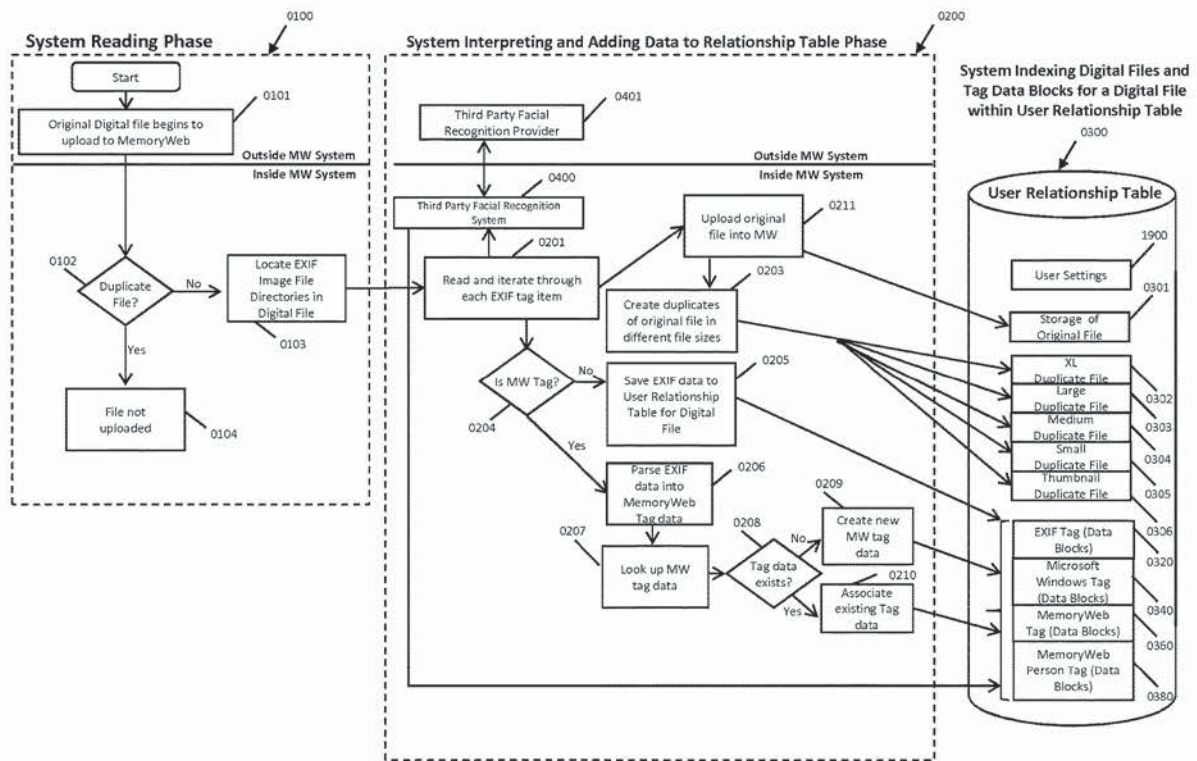 0100
System Reading Phase
Start
0101
Original Digital file begins to
upload to MemoryWeb
Outside MW System
Inside MW System
0102
Duplicate
File?
No
Locate EXIF
Image File
Directories in
Digital File
0103
Yes
File not
uploaded
0104
0200
System Interpreting and Adding Data to Relationship Table Phase
0401
Third Party Facial
Recognition Provider
Outside MW System
Inside MW System
0400
Third Party Facial Recognition
System
0201
Read and iterate through
each EXIF tag item
Upload original
file into MW
0211
0203
Create duplicates
of original file in
different file sizes
Is MW Tag?
0204
No
0205
Save EXIF data to
User Relationship
Table for Digital
File
Yes
Parse EXIF
data into
MemoryWeb
Tag data
0206
0207
Look up MW
tag data
0208
Tag data
exists?
No
0209
Create new
MW tag
data
0210
Yes
Associate
existing Tag
data
System Indexing Digital Files and
Tag Data Blocks for a Digital File
within User Relationship Table
0300
User Relationship Table
1900
User Settings
0301
Storage of
Original File
XL
Duplicate File
0302
Large
Duplicate File
0303
Medium
Duplicate File
0304
Small
Duplicate File
0305
Thumbnail
Duplicate File
0306
EXIF Tag (Data
Blocks)
0320
Microsoft
Windows Tag
(Data Blocks)
0340
MemoryWeb
Tag (Data Blocks)
0360
MemoryWeb
Person Tag (Data
Blocks)
0380